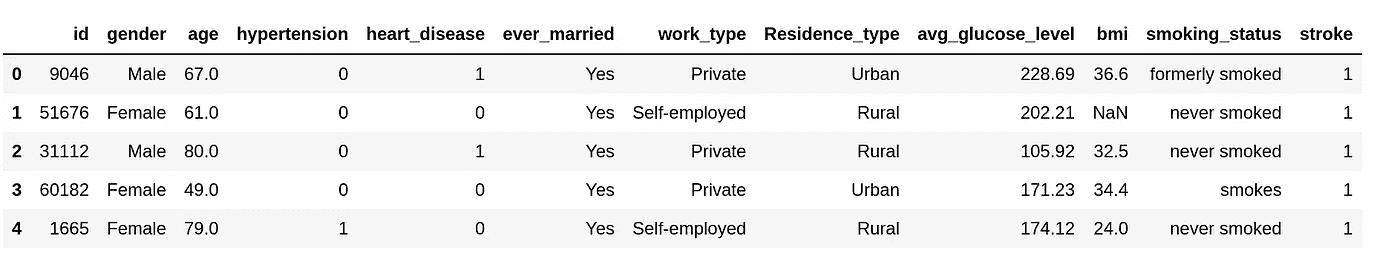 id gender age hypertension heart_disease ever_married work_type Residence_type avg_glucose_level bmi smoking_status stroke
0 9046 Male 67.0 0 1 Yes Private Urban 228.69 36.6 formerly smoked 1
1 51676 Female 61.0 0 0 Yes Self-employed Rural 202.21 NaN never smoked 1
2 31112 Male 80.0 0 1 Yes Private Rural 105.92 32.5 never smoked 1
3 60182 Female 49.0 0 0 Yes Private Urban 171.23 34.4 smokes 1
4 1665 Female 79.0 1 0 Yes Self-employed Rural 174.12 24.0 never smoked 1